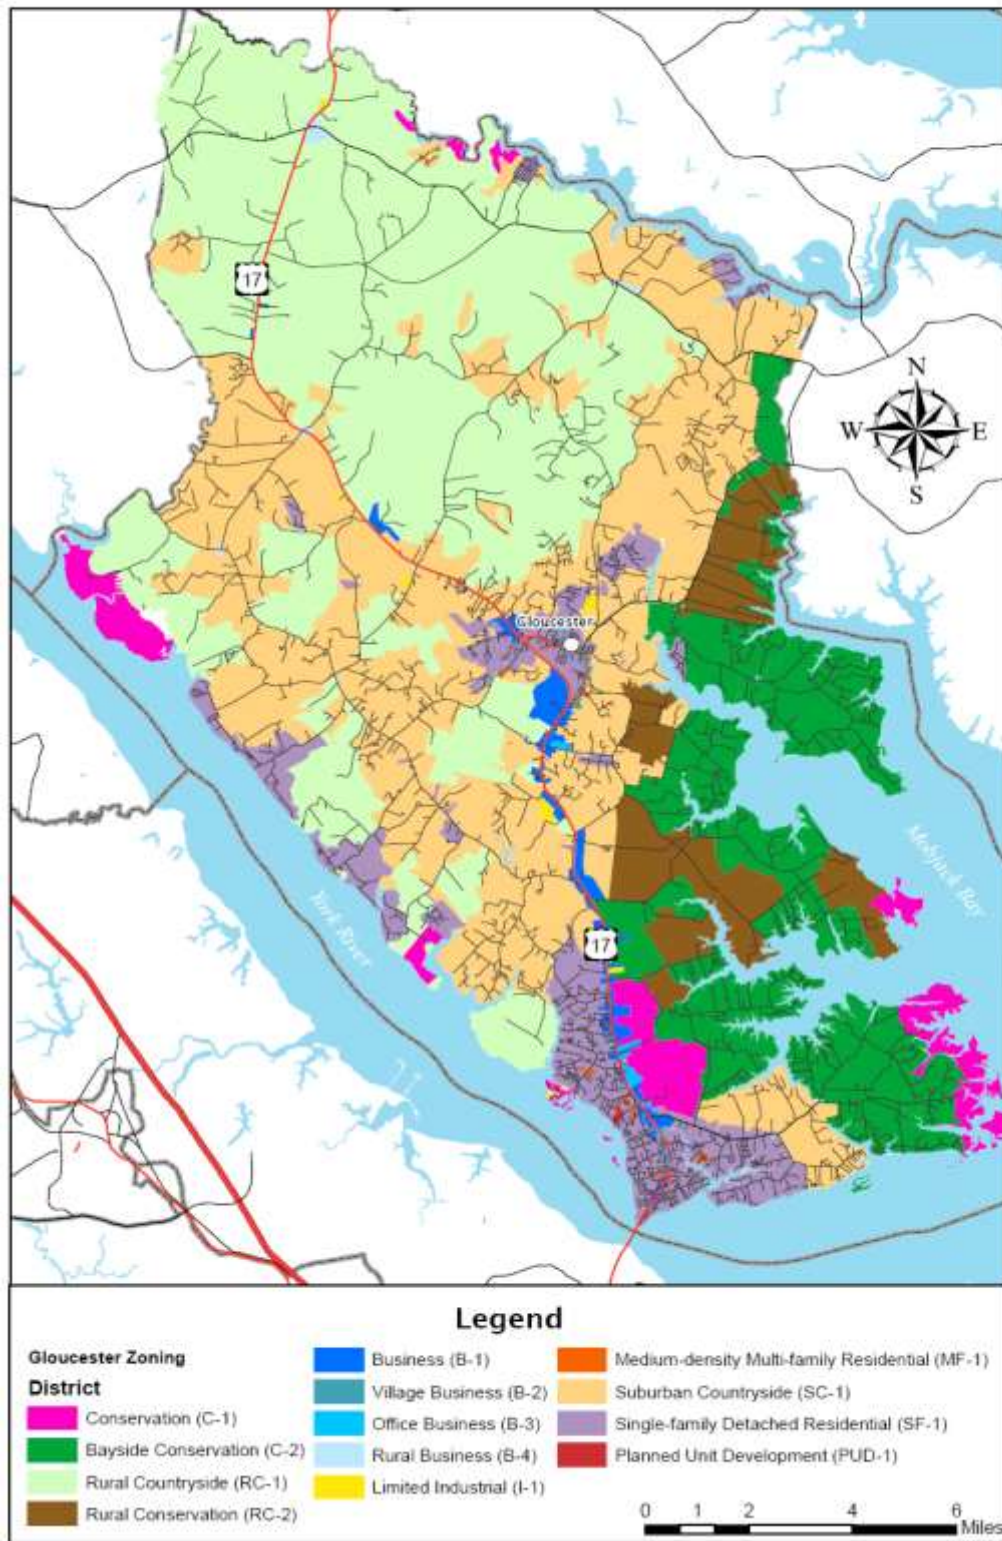 17
N
W
E
S
Gloucester
Mobjack Bay
York River
17
Legend
Gloucester Zoning
District
Conservation (C-1)
Bayside Conservation (C-2)
Rural Countryside (RC-1)
Rural Conservation (RC-2)
Business (B-1)
Village Business (B-2)
Office Business (B-3)
Rural Business (B-4)
Limited Industrial (I-1)
Medium-density Multi-family Residential (MF-1)
Suburban Countryside (SC-1)
Single-family Detached Residential (SF-1)
Planned Unit Development (PUD-1)
0 1 2 4 6
Miles